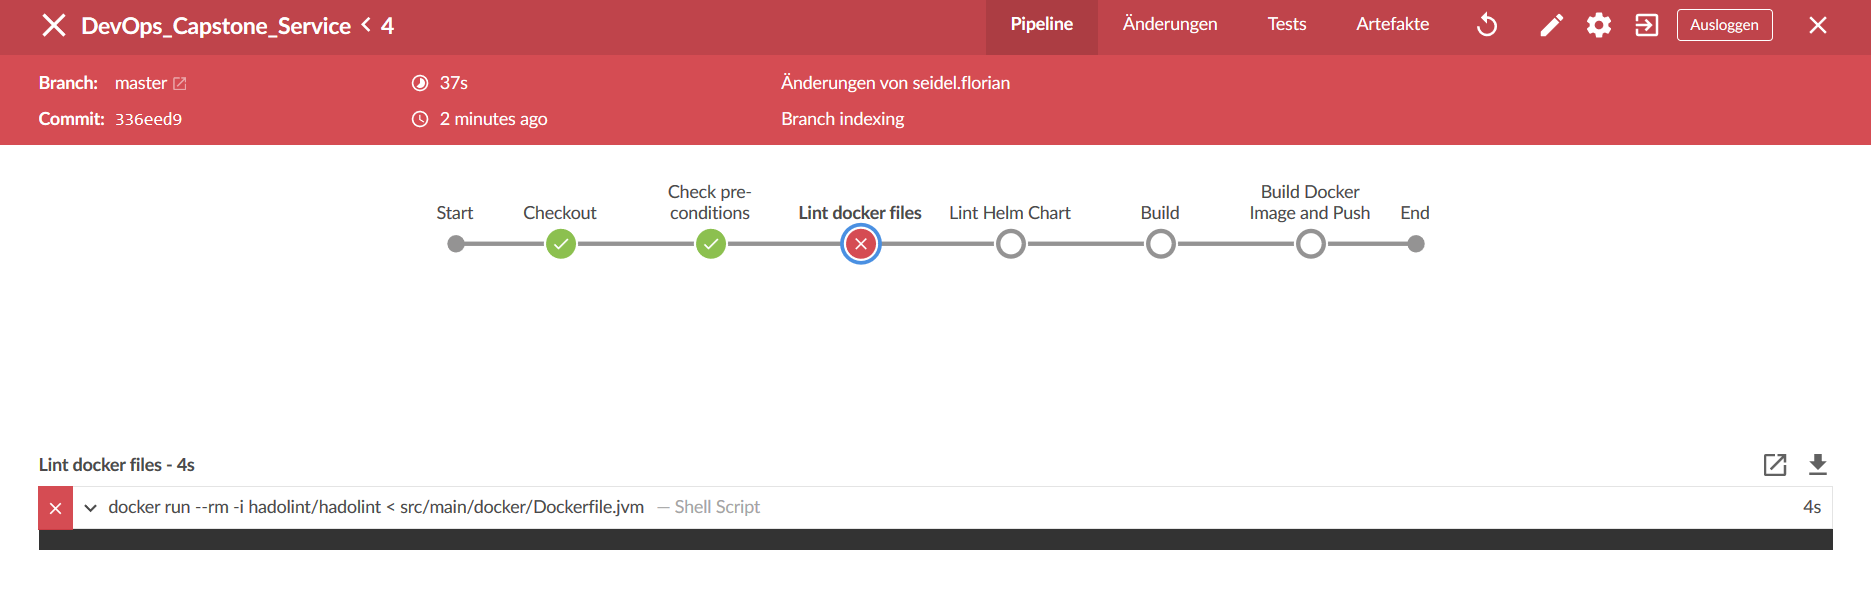 DevOps_Capstone_Service < 4
Pipeline
Änderungen
Tests
Artefakte
Ausloggen
Branch: master
37s
Änderungen von seidel.florian
Commit: 336eed9
2 minutes ago
Branch indexing
Start
Checkout
Check pre-
conditions
Lint docker files
Lint Helm Chart
Build
Build Docker
Image and Push
End
Lint docker files - 4s
docker run --rm -i hadolint/hadolint < src/main/docker/Dockerfile.jvm — Shell Script
4s